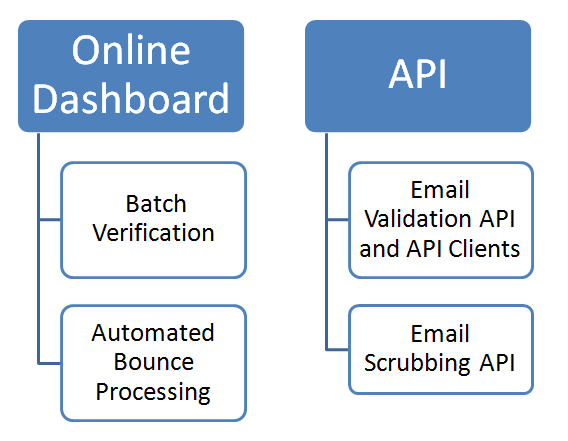 Online
Dashboard
Batch
Verification
Automated
Bounce
Processing
API
Email
Validation API
and API Clients
Email
Scrubbing API